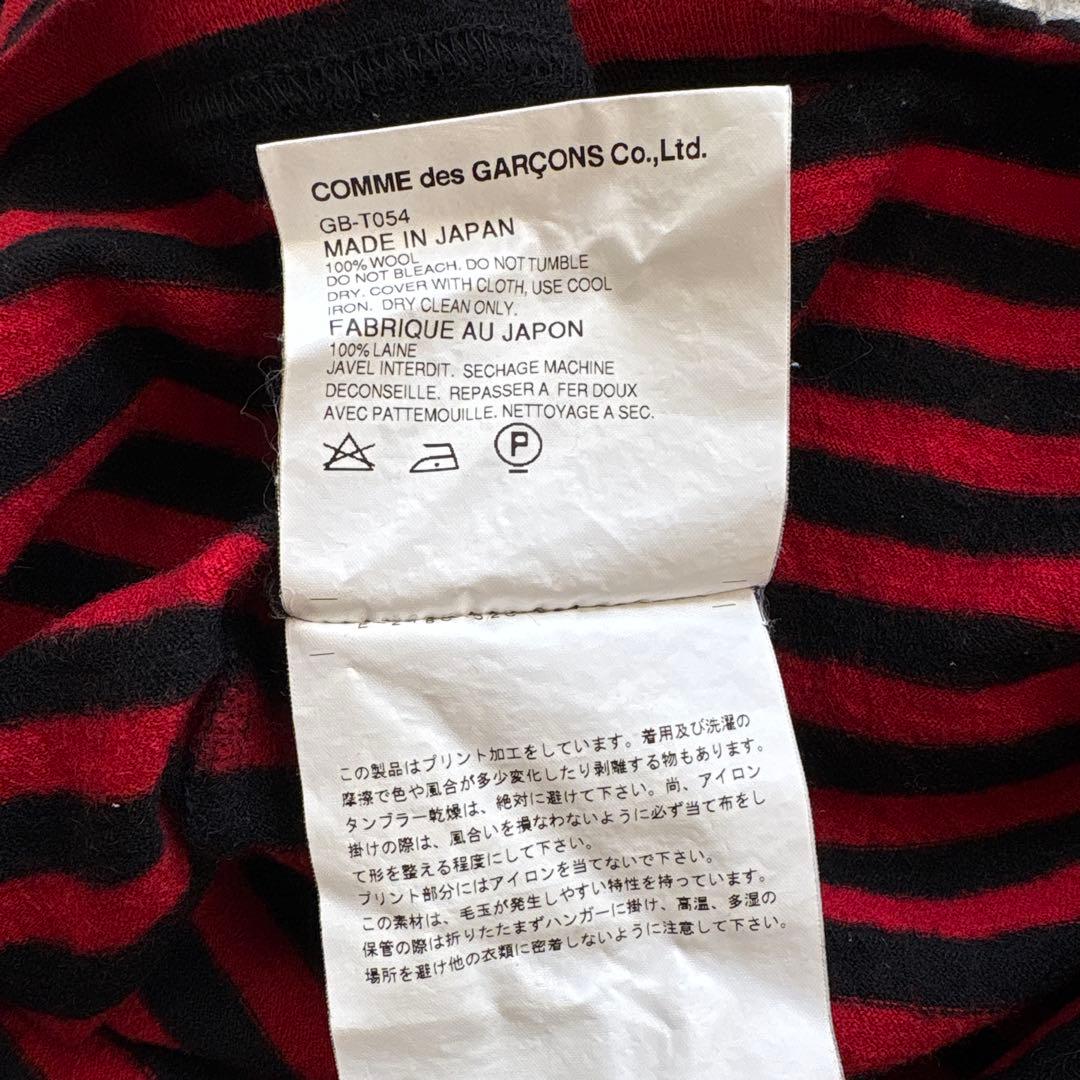 COMME des GARÇONS Co.,Ltd.
GB-T054
MADE IN JAPAN
100% WOOL
DO NOT BLEACH. DO NOT TUMBLE
DRY. COVER WITH CLOTH, USE COOL
IRON. DRY CLEAN ONLY.
FABRIQUE AU JAPON
100% LAINE
JAVEL INTERDIT. SECHAGE MACHINE
DECONSEILLE. REPASSER A FER DOUX
AVEC PATTEMOUILLE. NETTOYAGE A SEC.
P
この製品はプリント加工をしています。着用及び洗濯の
摩擦で色や風合が多少変化したり剥離する物もあります。
タンブラー乾燥は、絶対に避けて下さい。尚、アイロン
掛けの際は、風合いを損なわないように必ず当て布をし
て形を整える程度にして下さい。
プリント部分にはアイロンを当てないで下さい。
この素材は、毛玉が発生しやすい特性を持っています。
保管の際は折りたたまずハンガーに掛け、高温、多湿の
場所を避け他の衣類に密着しないように注意して下さい。